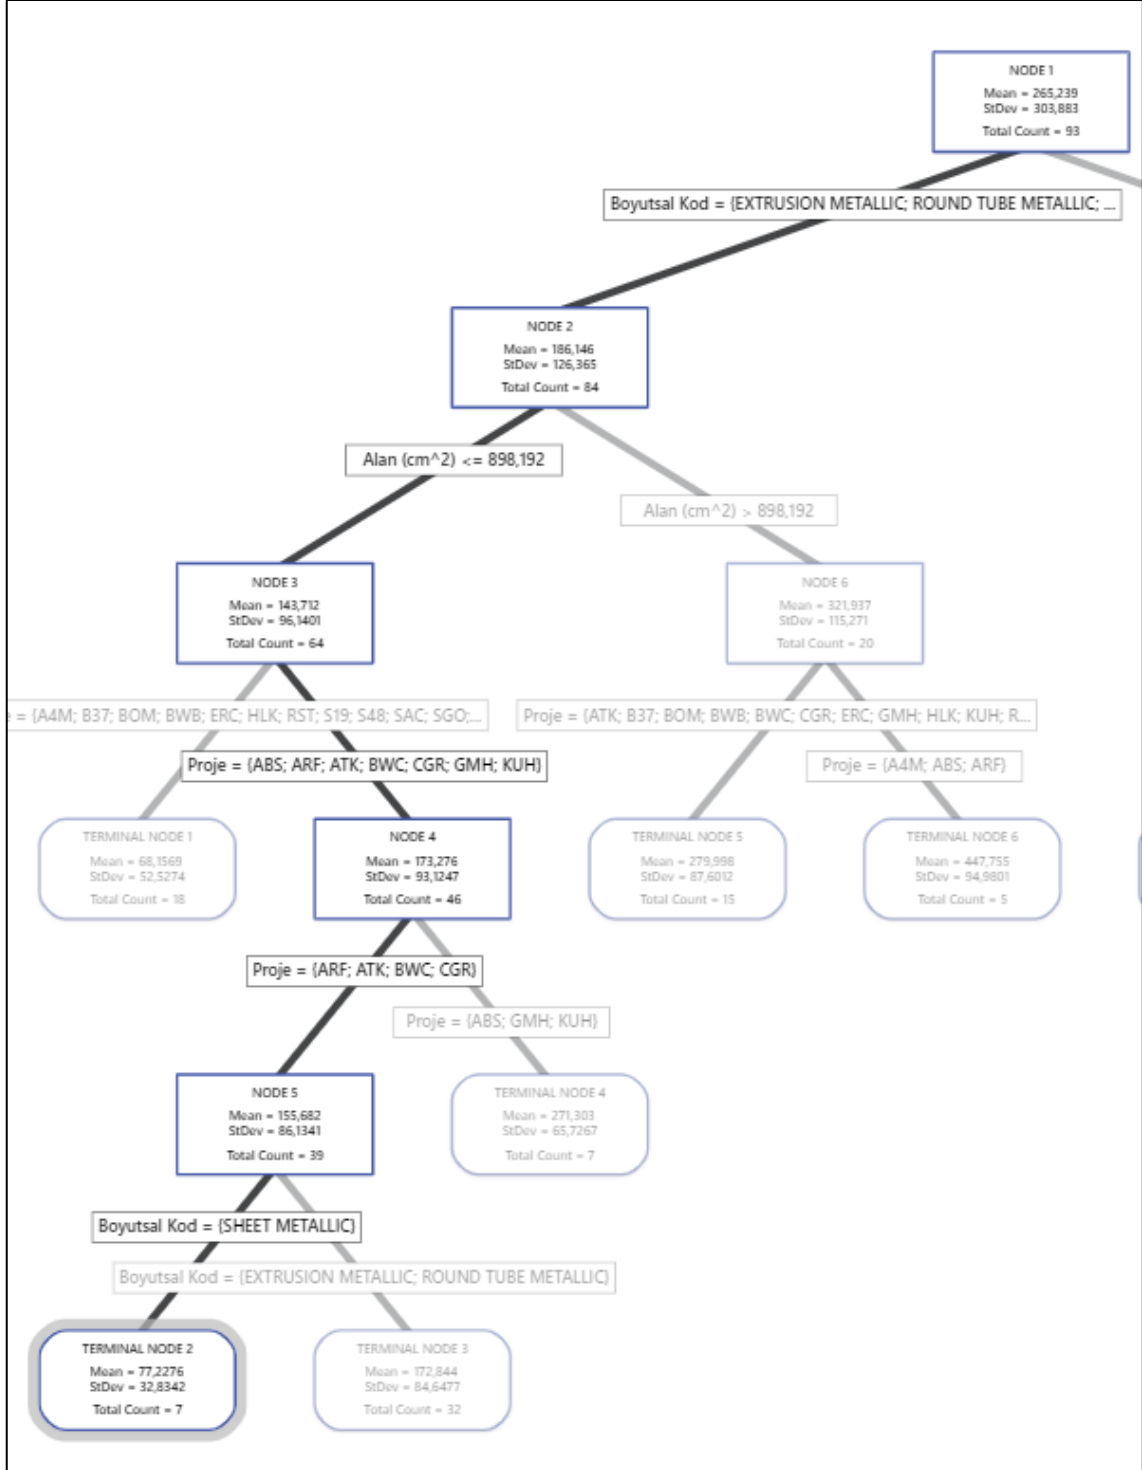 NODE 1
Mean = 265,239
StDev = 303,883
Total Count = 93
Boyutsal Kod = {EXTRUSION METALLIC; ROUND TUBE METALLIC; ...
NODE 2
Mean = 186,146
StDev = 126,365
Total Count = 84
Alan (cm^2) <= 898,192
Alan (cm^2) > 898,192
NODE 3
Mean = 143,712
StDev = 96,1401
Total Count = 64
NODE 6
Mean = 321,937
StDev = 115,271
Total Count = 20
e = {A4M; B37; BOM; BWB; ERC; HLK; RST; S19; S48; SAC; SGO;...
Proje = {ATK; B37; BOM; BWB; BWC; CGR; ERC; GMH; HLK; KUH; R...
Proje = {ABS; ARF; ATK; BWC; CGR; GMH; KUH}
Proje = {A4M; ABS; ARF}
TERMINAL NODE 1
Mean = 68,1569
StDev = 52,5274
Total Count = 18
NODE 4
Mean = 173,276
StDev = 93,1247
Total Count = 46
TERMINAL NODE 5
Mean = 279,998
StDev = 87,6012
Total Count = 15
TERMINAL NODE 6
Mean = 447,755
StDev = 94,9801
Total Count = 5
Proje = {ARF; ATK; BWC; CGR}
Proje = {ABS; GMH; KUH}
NODE 5
Mean = 155,682
StDev = 86,1341
Total Count = 39
TERMINAL NODE 4
Mean = 271,303
StDev = 65,7267
Total Count = 7
Boyutsal Kod = {SHEET METALLIC}
Boyutsal Kod = {EXTRUSION METALLIC; ROUND TUBE METALLIC}
TERMINAL NODE 2
Mean = 77,2276
StDev = 32,8342
Total Count = 7
TERMINAL NODE 3
Mean = 172,844
StDev = 84,6477
Total Count = 32